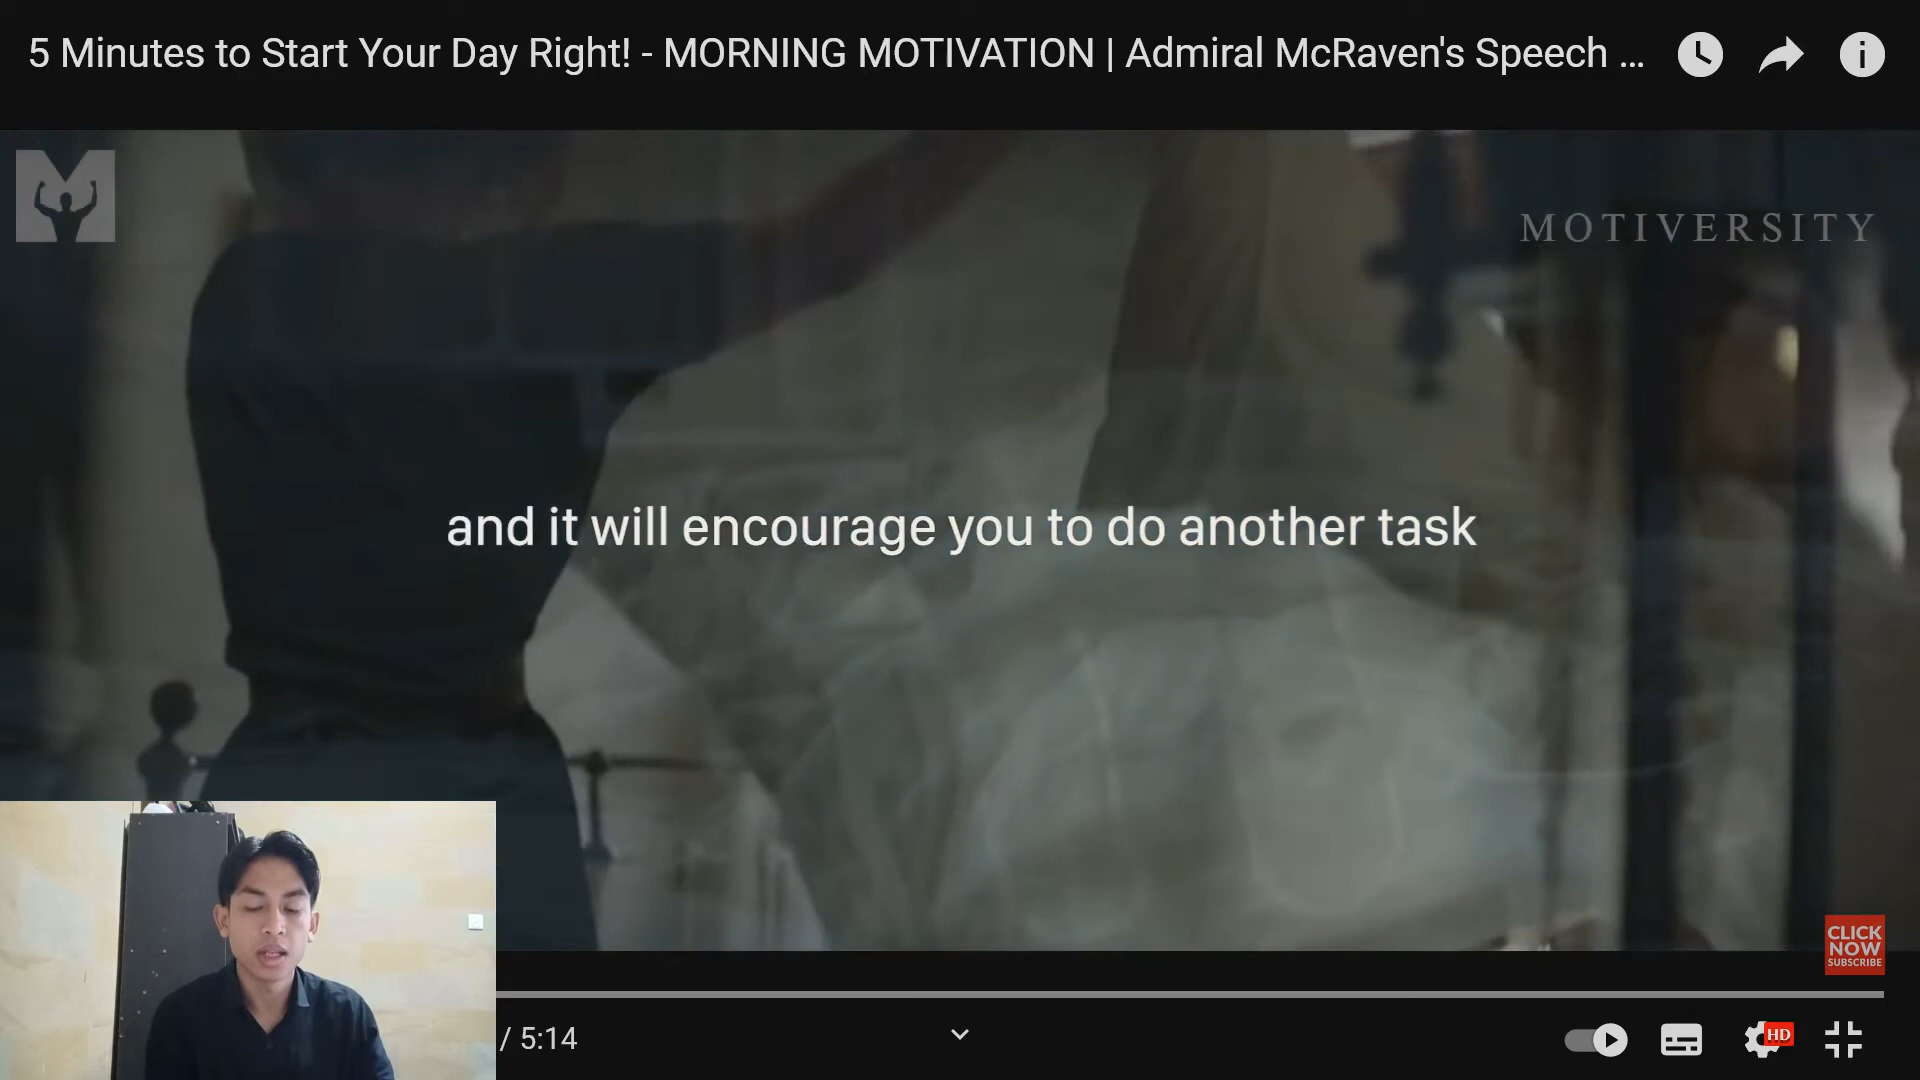 5 Minutes to Start Your Day Right! - MORNING MOTIVATION | Admiral McRaven's Speech ...
MOTIVERSITY
and it will encourage you to do another task
CLICK
NOW
SUBSCRIBE
/ 5:14
HD